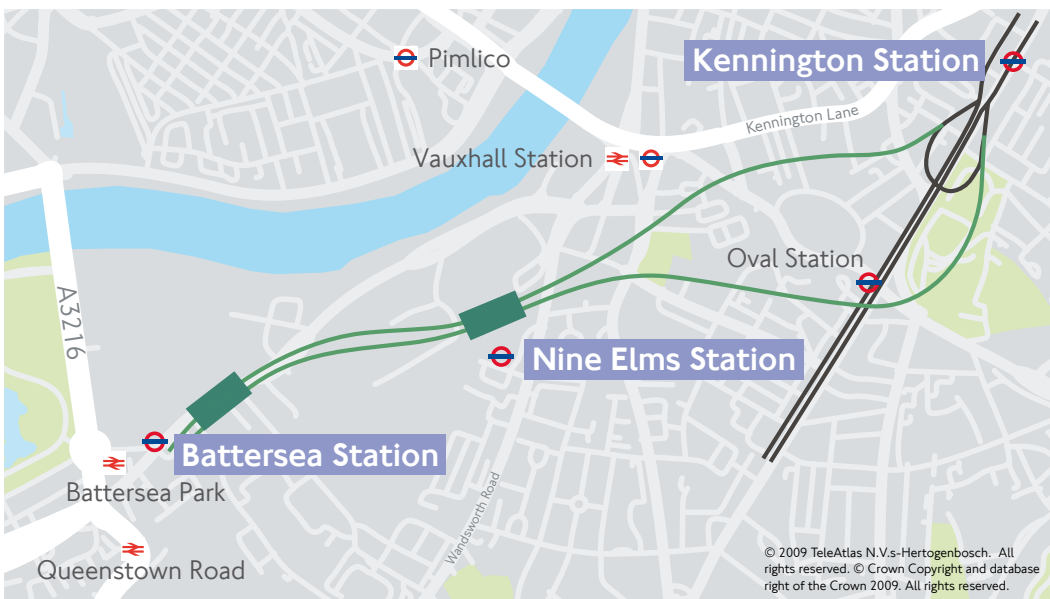 Pimlico
Kennington Station
Kennington Lane
Vauxhall Station
Oval Station
A3216
Nine Elms Station
Battersea Station
Battersea Park
Wandsworth Road
Queenstown Road
© 2009 TeleAtlas N.V.s-Hertogenbosch. All
rights reserved. © Crown Copyright and database
right of the Crown 2009. All rights reserved.